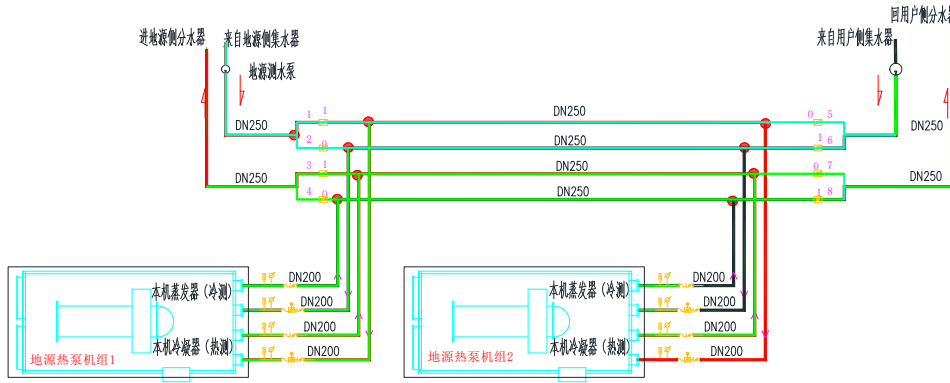 回用户侧分水器
进地源侧分水器
来自地源侧集水器
来自用户侧集水器
地源测水泵
DN250
1 1
DN250
0 5
DN250
2 0
DN250
1 6
DN250
3 1
DN250
0 7
DN250
4 0
DN250
1 8
DN200
DN200
本机蒸发器(冷测)
本机蒸发器(冷测)
DN200
DN200
DN200
DN200
本机冷凝器(热测)
本机冷凝器(热测)
地源热泵机组1
地源热泵机组2
DN200
DN200